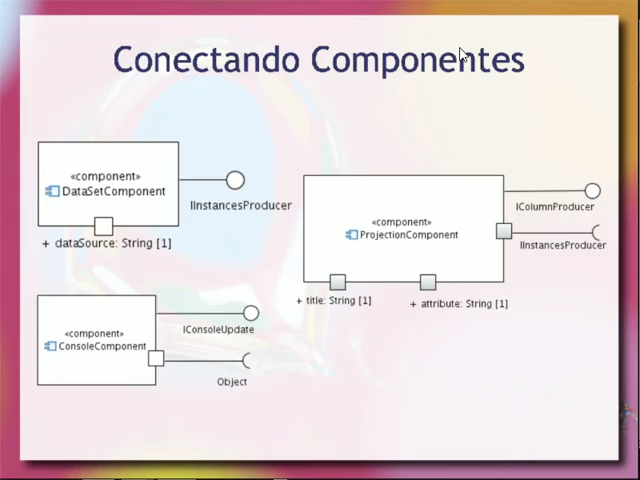 Conectando Componentes
«component»
DataSetComponent
IInstancesProducer
+ dataSource: String [1]
«component»
ProjectionComponent
IColumnProducer
IInstancesProducer
+ title: String [1]
+ attribute: String [1]
«component»
ConsoleComponent
IConsoleUpdate
Object